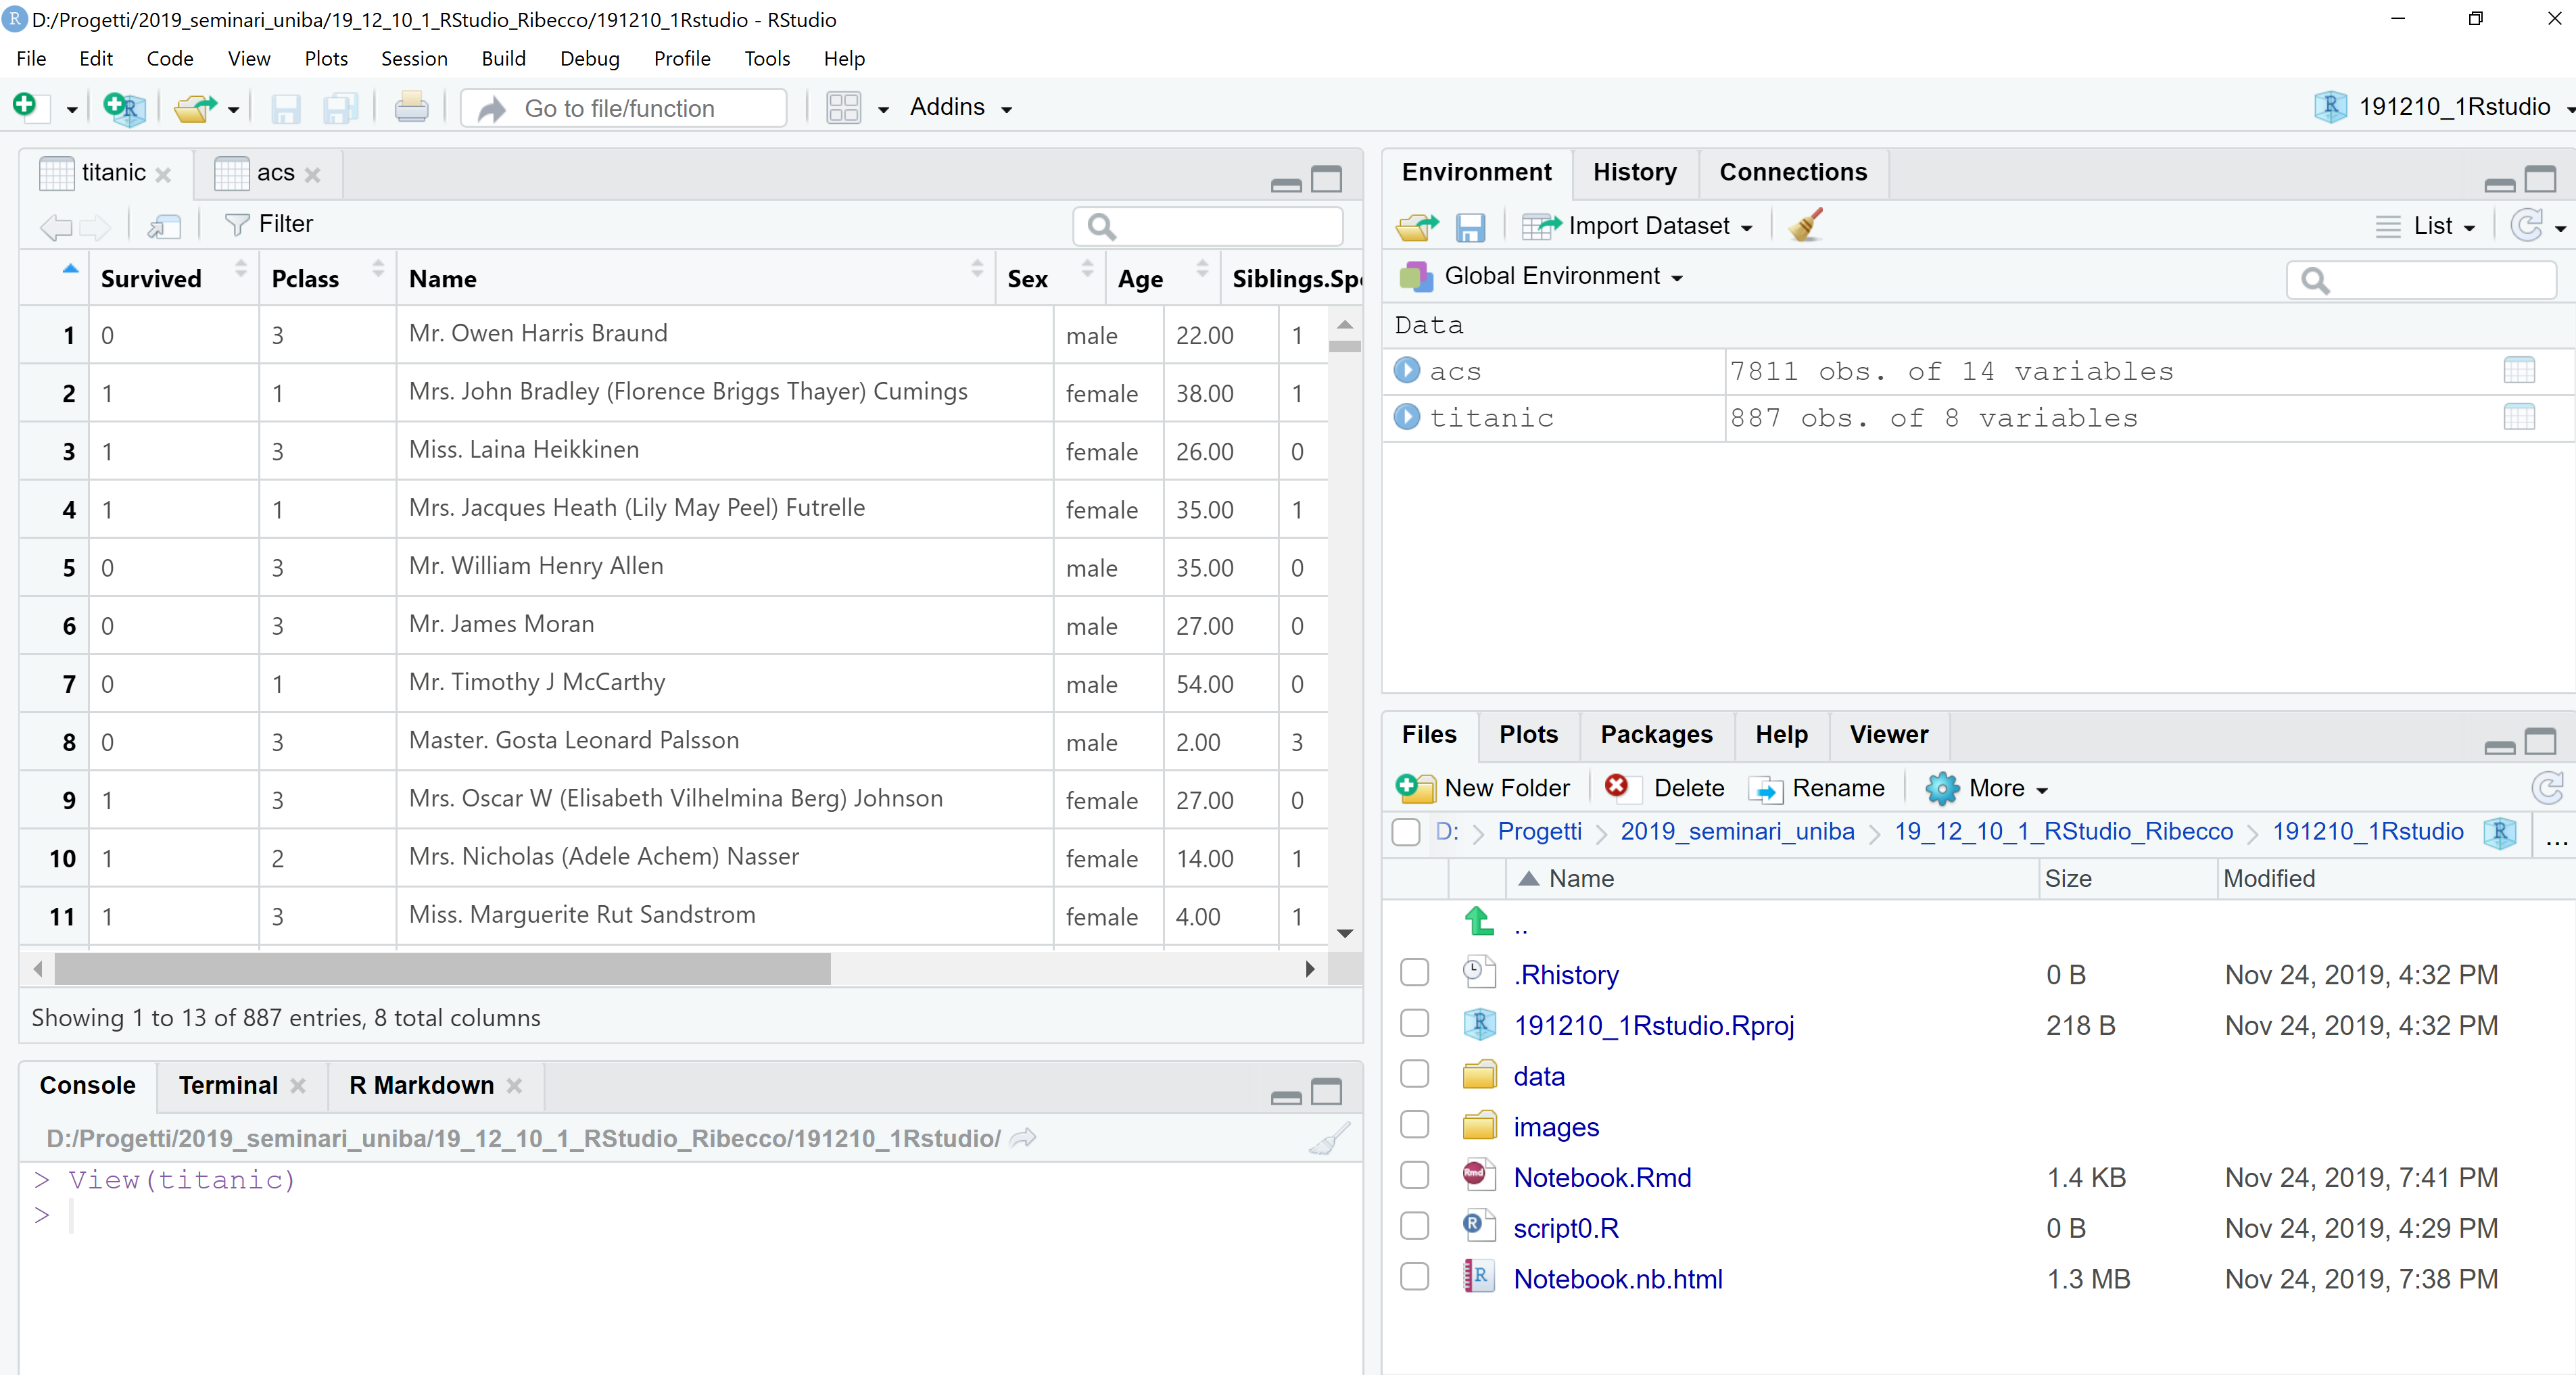 D:/Progetti/2019_seminari_uniba/19_12_10_1_RStudio_Ribecco/191210_1Rstudio - RStudio
File Edit Code View Plots Session Build Debug Profile Tools Help
Go to file/function Addins 191210_1Rstudio
titanic acs
Filter
Survived Pclass Name Sex Age Siblings.Sp
1 0 3 Mr. Owen Harris Braund male 22.00 1
2 1 1 Mrs. John Bradley (Florence Briggs Thayer) Cumings female 38.00 1
3 1 3 Miss. Laina Heikkinen female 26.00 0
4 1 1 Mrs. Jacques Heath (Lily May Peel) Futrelle female 35.00 1
5 0 3 Mr. William Henry Allen male 35.00 0
6 0 3 Mr. James Moran male 27.00 0
7 0 1 Mr. Timothy J McCarthy male 54.00 0
8 0 3 Master. Gosta Leonard Palsson male 2.00 3
9 1 3 Mrs. Oscar W (Elisabeth Vilhelmina Berg) Johnson female 27.00 0
10 1 2 Mrs. Nicholas (Adele Achem) Nasser female 14.00 1
11 1 3 Miss. Marguerite Rut Sandstrom female 4.00 1
Showing 1 to 13 of 887 entries, 8 total columns
Console Terminal R Markdown
D:/Progetti/2019_seminari_uniba/19_12_10_1_RStudio_Ribecco/191210_1Rstudio/
> View(titanic)
>
Environment History Connections
Import Dataset List
Global Environment
Data
acs 7811 obs. of 14 variables
titanic 887 obs. of 8 variables
Files Plots Packages Help Viewer
New Folder Delete Rename More
D: Progetti 2019_seminari_uniba 19_12_10_1_RStudio_Ribecco 191210_1Rstudio ...
Name Size Modified
..
.Rhistory 0 B Nov 24, 2019, 4:32 PM
191210_1Rstudio.Rproj 218 B Nov 24, 2019, 4:32 PM
data
images
Notebook.Rmd 1.4 KB Nov 24, 2019, 7:41 PM
script0.R 0 B Nov 24, 2019, 4:29 PM
Notebook.nb.html 1.3 MB Nov 24, 2019, 7:38 PM